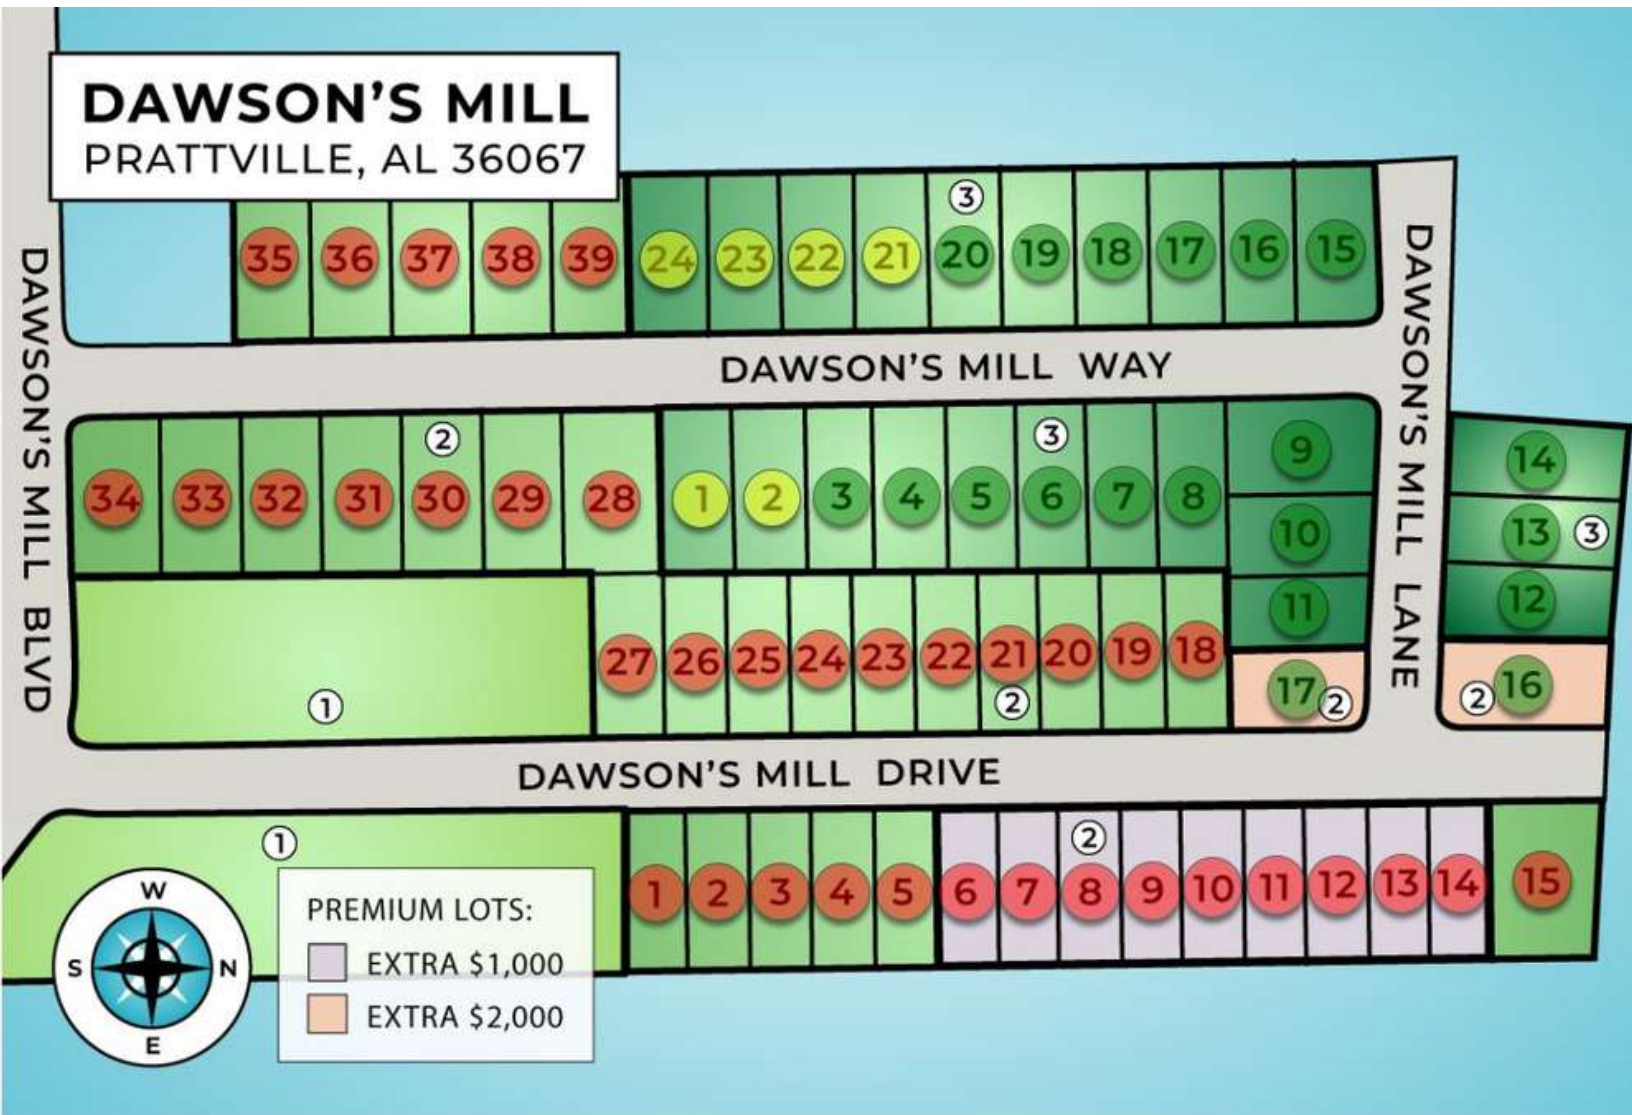 DAWSON'S MILL
PRATTVILLE, AL 36067
3
35 36 37 38 39 24 23 22 21 20 19 18 17 16 15
DAWSON'S MILL BLVD
DAWSON'S MILL WAY
DAWSON'S MILL LANE
2 3
34 33 32 31 30 29 28 1 2 3 4 5 6 7 8
9
10
11
14
13 3
12
27 26 25 24 23 22 21 20 19 18
2
17 2
2 16
1
DAWSON'S MILL DRIVE
1
2
1 2 3 4 5 6 7 8 9 10 11 12 13 14 15
W
S N
E
PREMIUM LOTS:
EXTRA $1,000
EXTRA $2,000